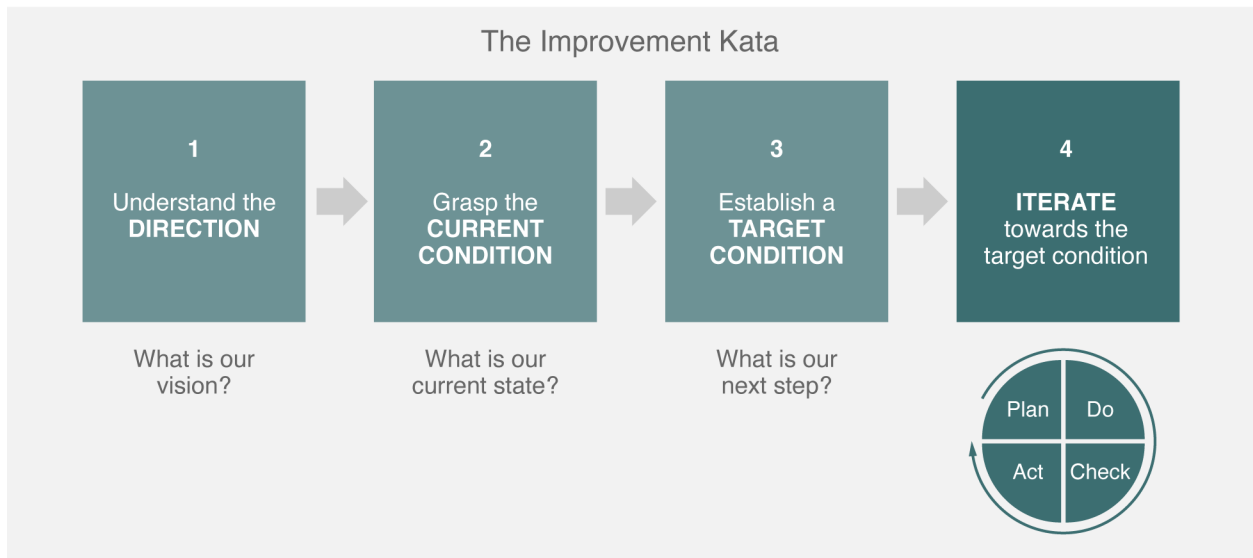 The Improvement Kata
1
Understand the
DIRECTION
What is our
vision?
2
Grasp the
CURRENT
CONDITION
What is our
current state?
3
Establish a
TARGET
CONDITION
What is our
next step?
4
ITERATE
towards the
target condition
Plan
Do
Act
Check